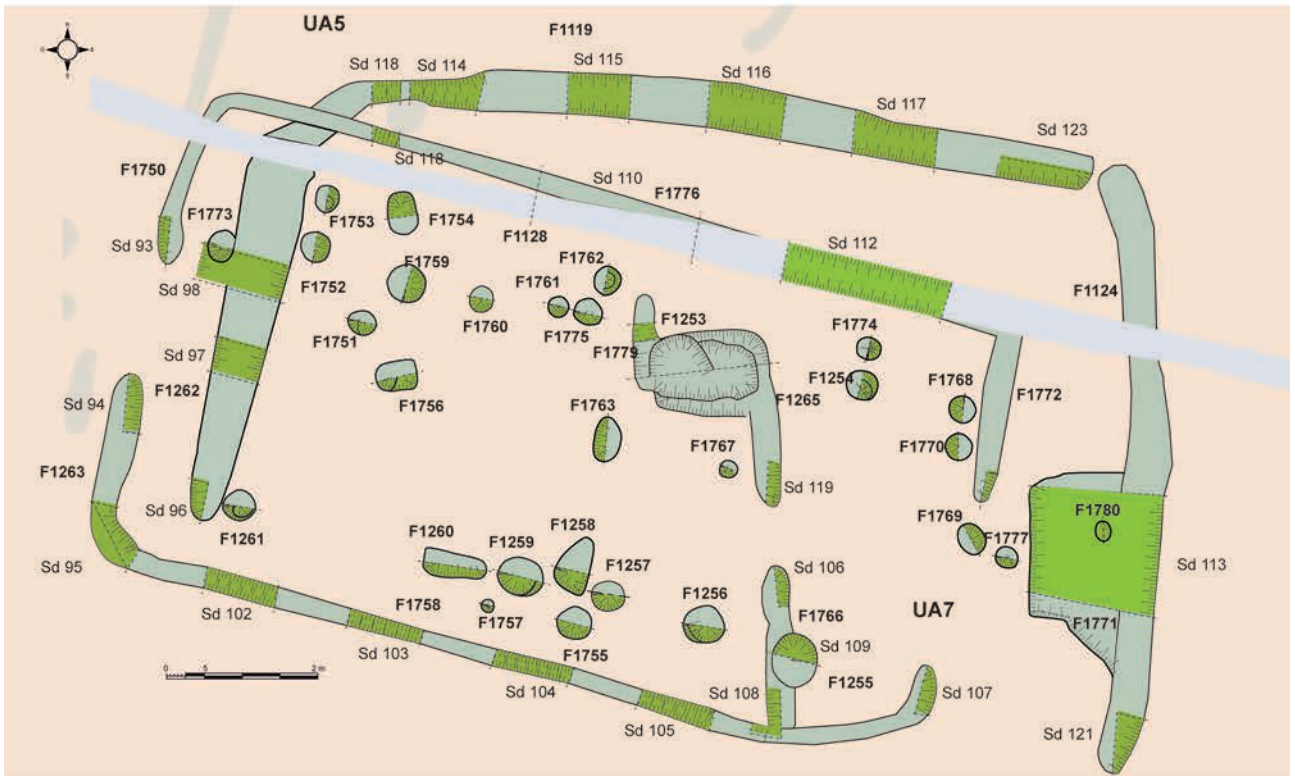 UA5
F1119
Sd 118
Sd 114
Sd 115
Sd 116
Sd 117
Sd 123
Sd 118
Sd 110
F1750
F1776
F1773
F1753
F1754
F1128
Sd 112
Sd 93
Sd 98
F1752
F1759
F1761
F1762
F1124
F1760
F1775
F1253
F1774
F1751
F1779
Sd 97
F1262
F1756
F1254
F1265
F1768
F1772
Sd 94
F1763
F1767
F1770
F1263
Sd 119
Sd 96
F1261
F1769
F1780
F1777
F1260
F1258
F1259
F1257
Sd 95
Sd 106
Sd 113
Sd 102
F1758
F1757
F1256
F1766
UA7
F1771
Sd 103
F1755
Sd 109
0 5 2 m
Sd 104
Sd 108
F1255
Sd 107
Sd 105
Sd 121